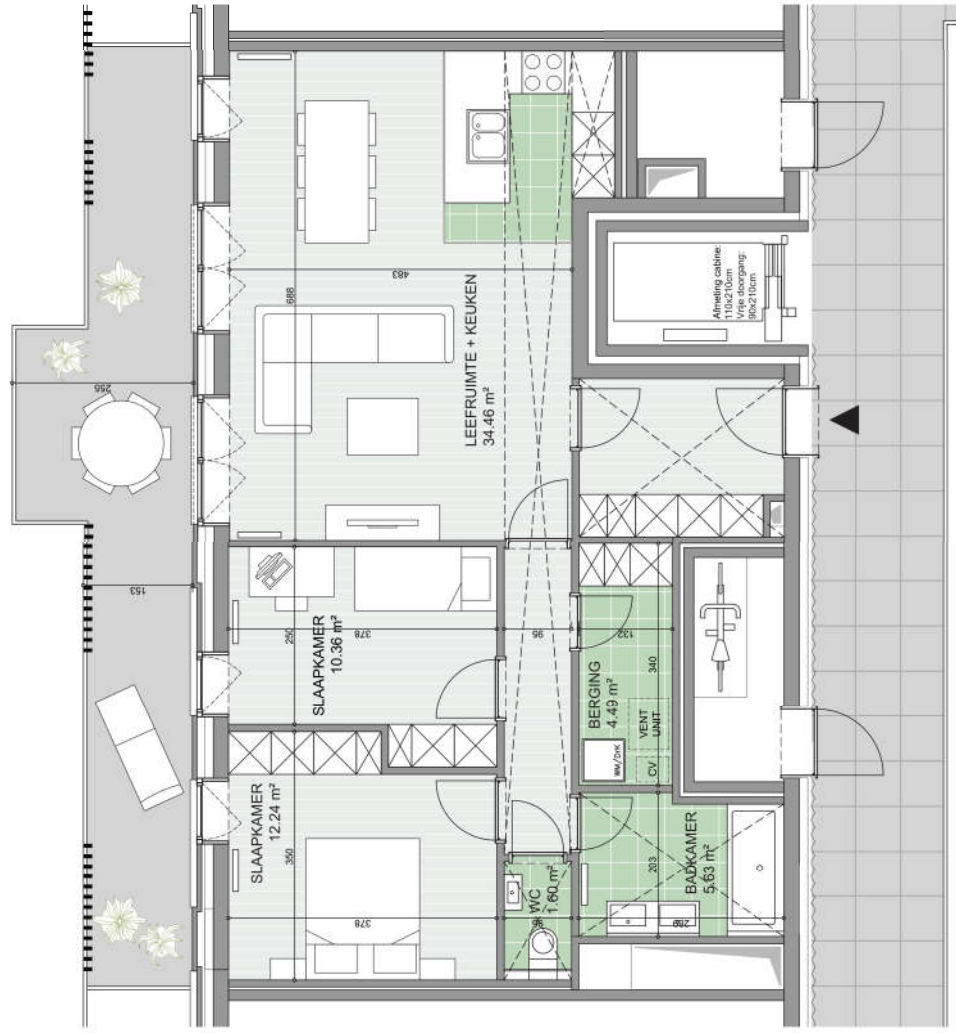 LEEFRUIMTE + KEUKEN
34.46 m²
483
688
255
153
Afmeting cabine:
110x210cm
Vrije doorgang:
90x210cm
SLAAPKAMER
10.36 m²
378
250
95
BERGING
4.49 m²
132
340
VENT
UNIT
CV
WM/DrK
SLAAPKAMER
12.24 m²
350
378
WC
1.60 m²
BADKAMER
5.63 m²
203
289